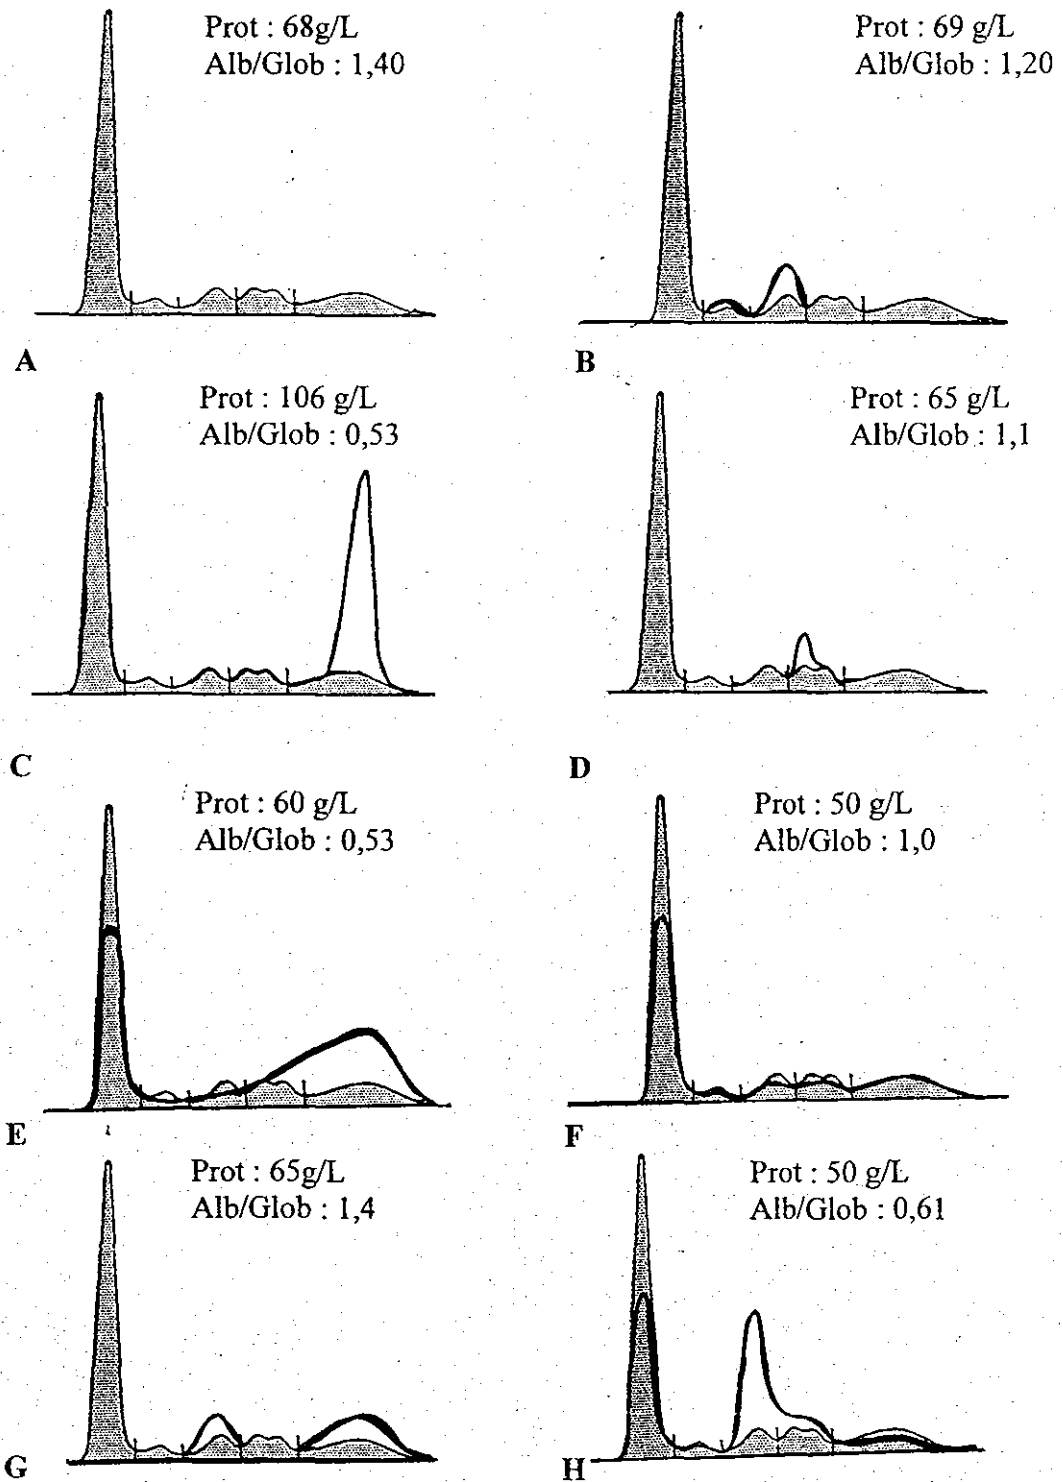 Prot : 68g/L
Alb/Glob : 1,40
A
Prot : 69 g/L
Alb/Glob : 1,20
B
Prot : 106 g/L
Alb/Glob : 0,53
C
Prot : 65 g/L
Alb/Glob : 1,1
D
Prot : 60 g/L
Alb/Glob : 0,53
E
Prot : 50 g/L
Alb/Glob : 1,0
F
Prot : 65g/L
Alb/Glob : 1,4
G
Prot : 50 g/L
Alb/Glob : 0,61
H